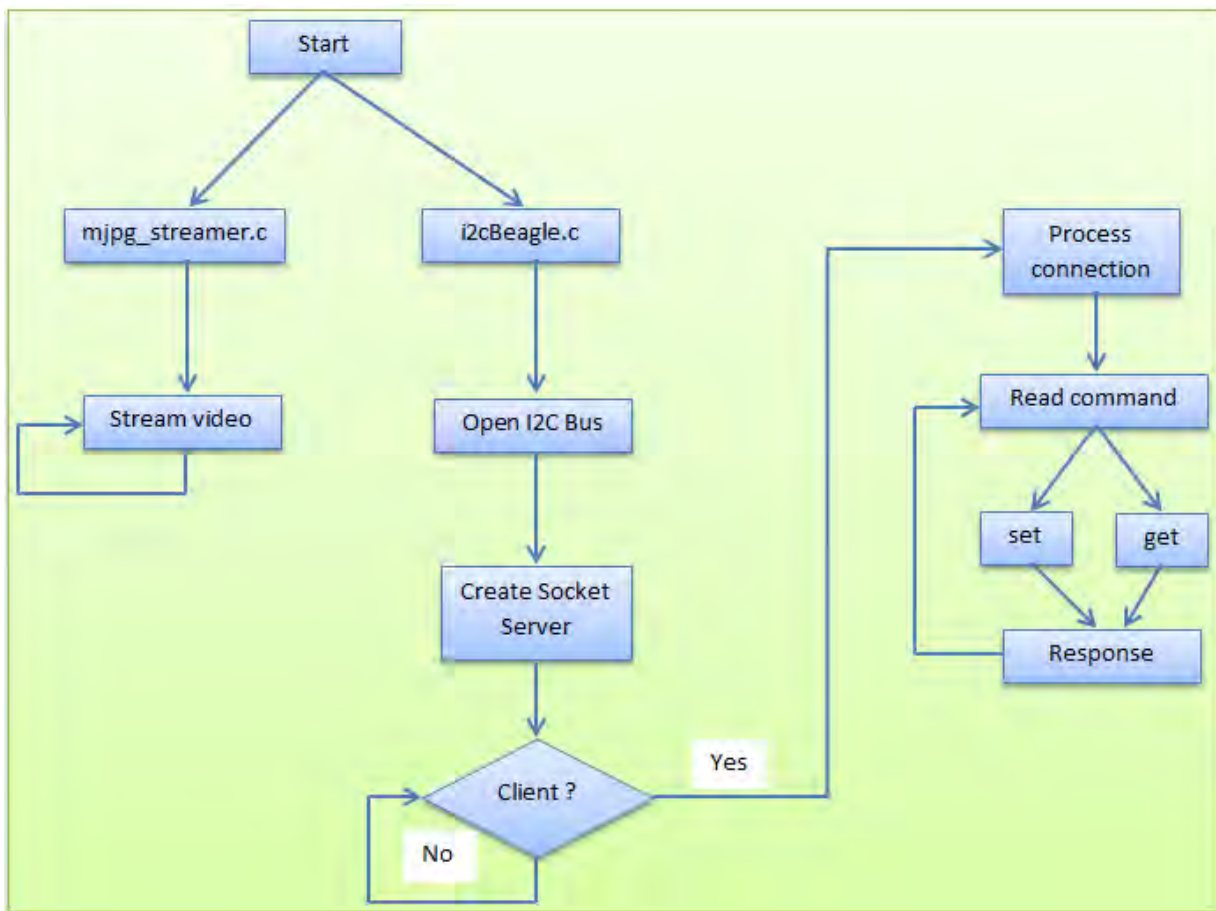 Start
mjpg_streamer.c
i2cBeagle.c
Process
connection
Stream video
Open I2C Bus
Read command
set
get
Create Socket
Server
Response
Client ?
Yes
No